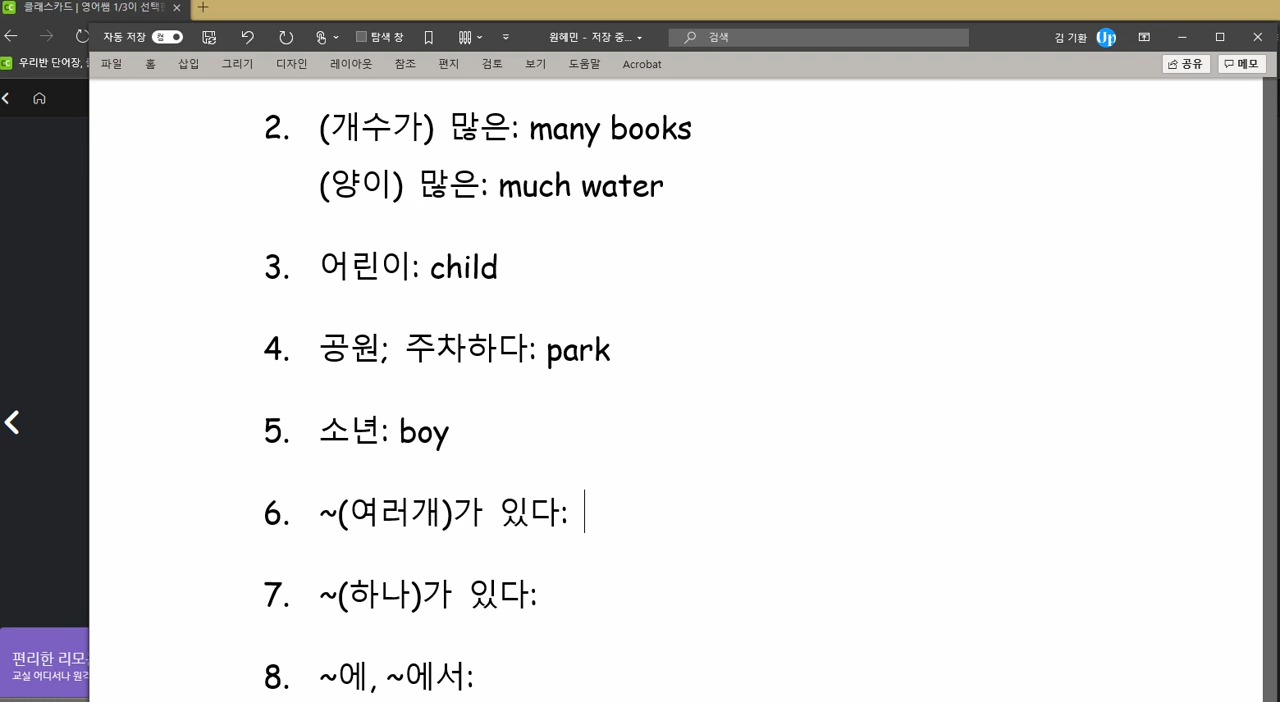 클래스카드 | 영어쌤 1/3이 선택
자동 저장 탐색 창 원혜민 - 저장 중... 검색 김 기환 Up
우리반 단어장,
파일 홈 삽입 그리기 디자인 레이아웃 참조 편지 검토 보기 도움말 Acrobat 공유 메모
2. (개수가) 많은: many books
(양이) 많은: much water
3. 어린이: child
4. 공원; 주차하다: park
5. 소년: boy
6. ~(여러개)가 있다:
7. ~(하나)가 있다:
8. ~에, ~에서:
편리한 리모
교실 어디서나 원격